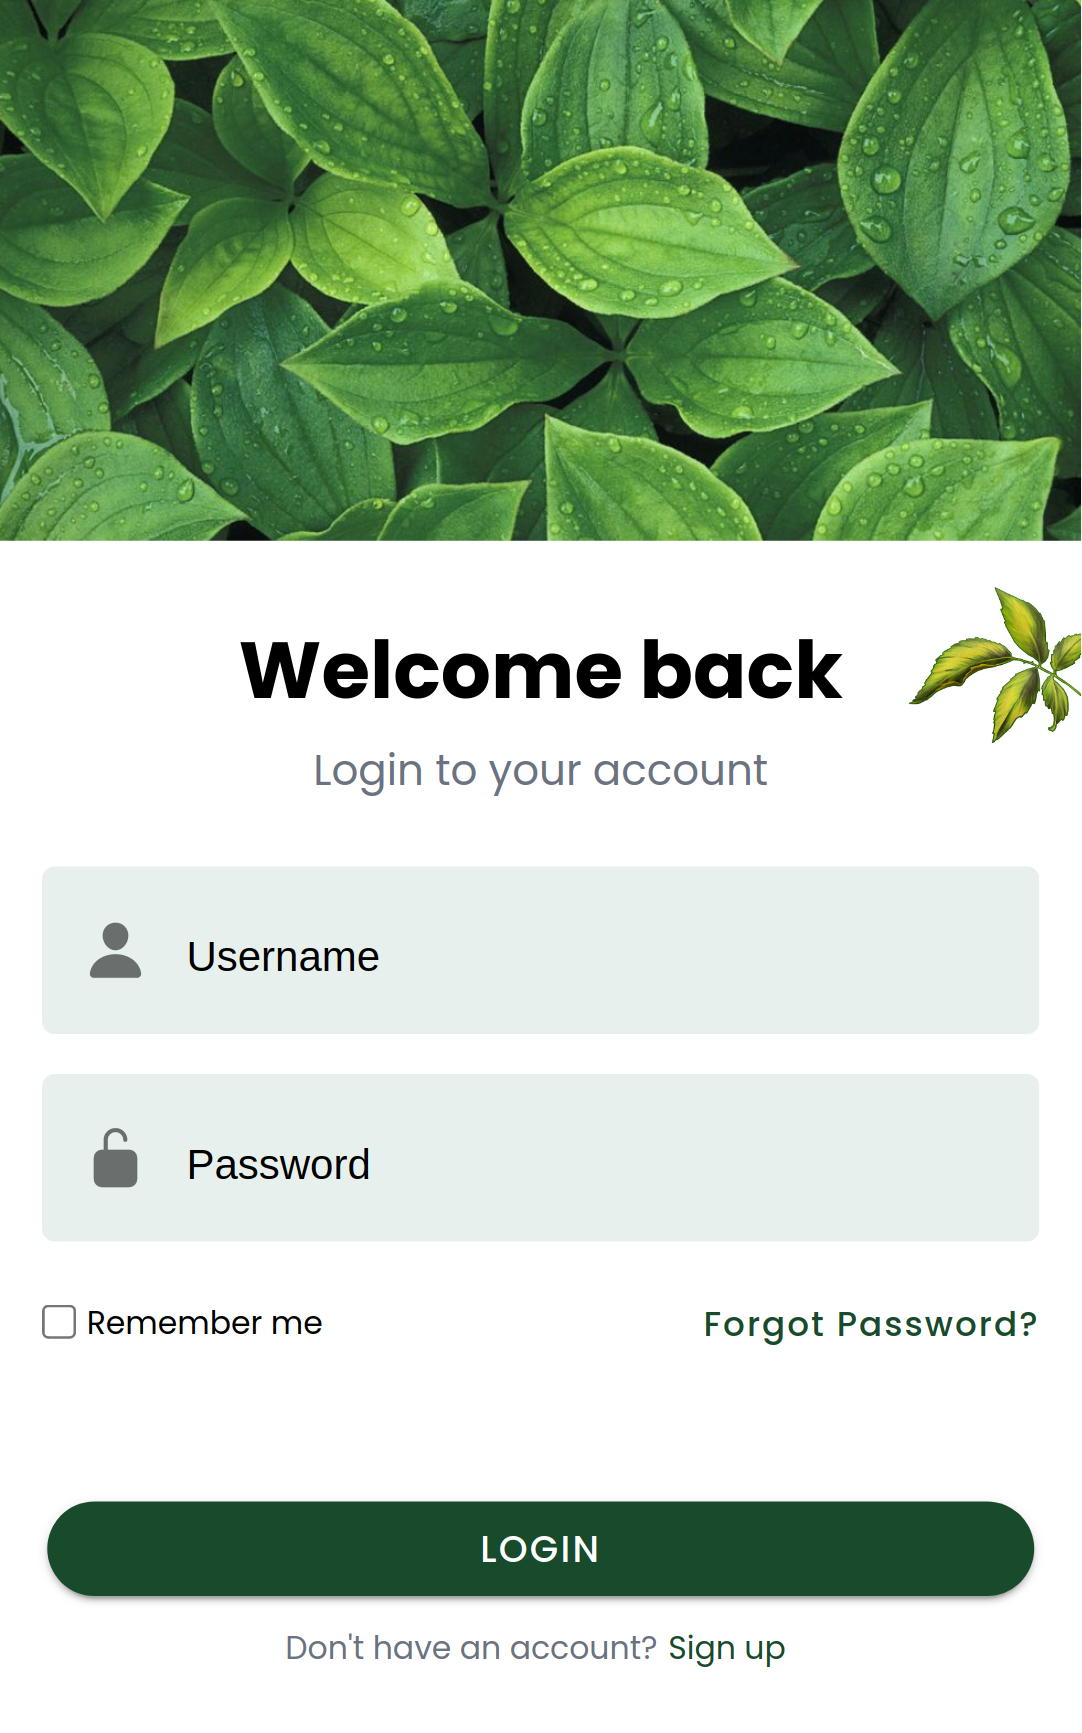 Welcome back
Login to your account
Username
Password
Remember me
Forgot Password?
LOGIN
Don't have an account? Sign up